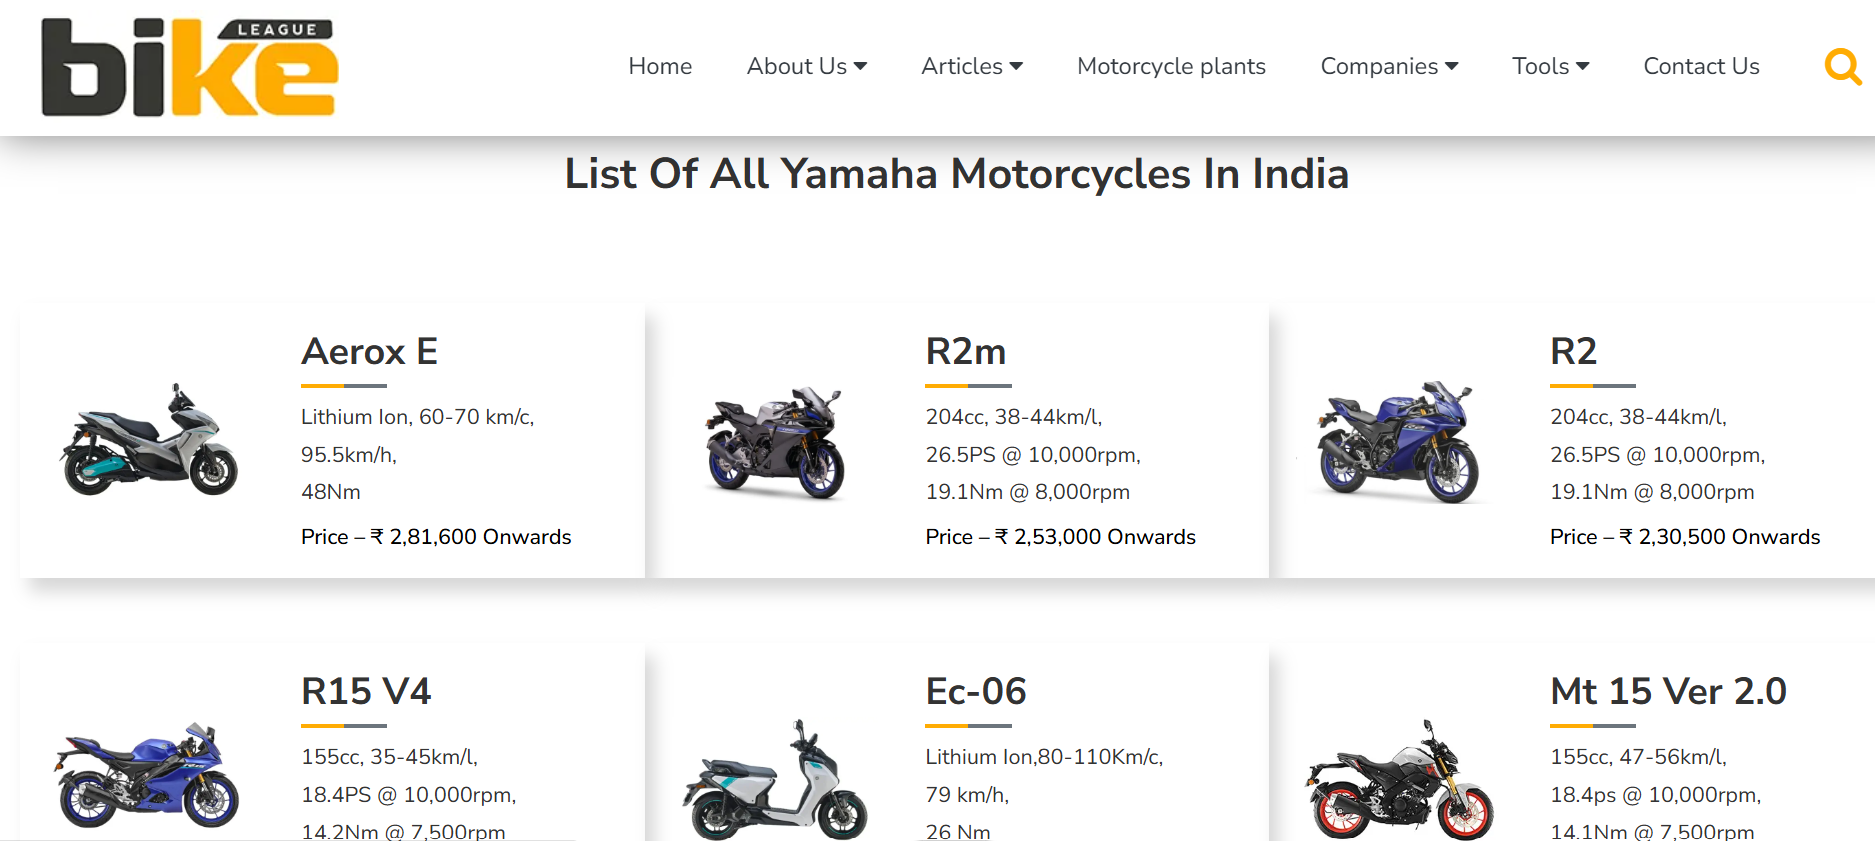 bike
LEAGUE
Home
About Us
Articles
Motorcycle plants
Companies
Tools
Contact Us
List Of All Yamaha Motorcycles In India
Aerox E
Lithium Ion, 60-70 km/c,
95.5km/h,
48Nm
Price – ₹ 2,81,600 Onwards
R2m
204cc, 38-44km/l,
26.5PS @ 10,000rpm,
19.1Nm @ 8,000rpm
Price – ₹ 2,53,000 Onwards
R2
204cc, 38-44km/l,
26.5PS @ 10,000rpm,
19.1Nm @ 8,000rpm
Price – ₹ 2,30,500 Onwards
R15 V4
155cc, 35-45km/l,
18.4PS @ 10,000rpm,
14.2Nm @ 7,500rpm
Ec-06
Lithium Ion,80-110Km/c,
79 km/h,
26 Nm
Mt 15 Ver 2.0
155cc, 47-56km/l,
18.4ps @ 10,000rpm,
14.1Nm @ 7,500rpm